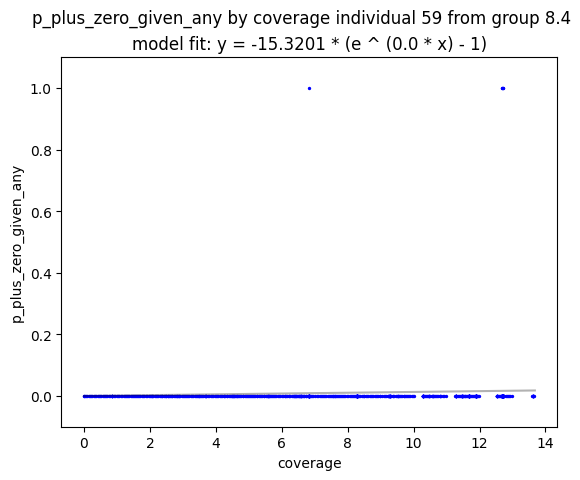 p_plus_zero_given_any by coverage individual 59 from group 8.4
model fit: y = -15.3201 * (e ^ (0.0 * x) - 1)
1.0
0.8
0.6
0.4
0.2
0.0
p_plus_zero_given_any
0 2 4 6 8 10 12 14
coverage